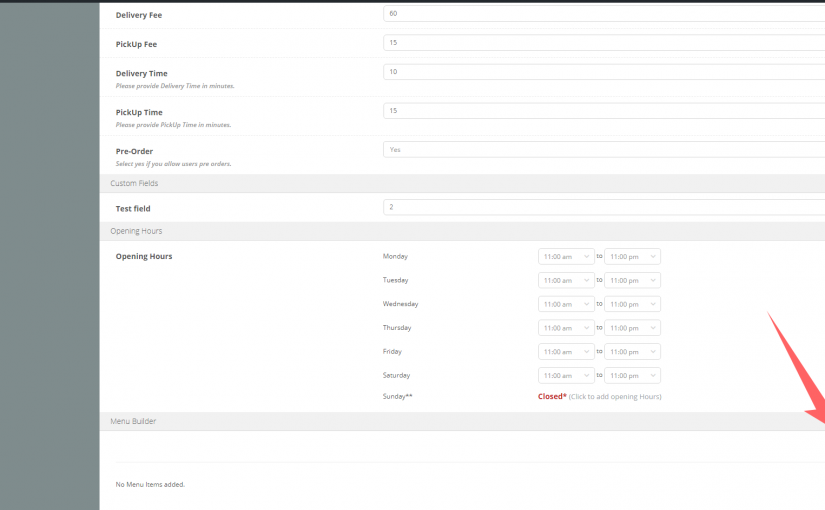 Delivery Fee 60
PickUp Fee 15
Delivery Time 10
Please provide Delivery Time in minutes.
PickUp Time 15
Please provide PickUp Time in minutes.
Pre-Order Yes
Select yes if you allow users pre orders.
Custom Fields
Test field 2
Opening Hours
Opening Hours Monday 11:00 am to 11:00 pm
Tuesday 11:00 am to 11:00 pm
Wednesday 11:00 am to 11:00 pm
Thursday 11:00 am to 11:00 pm
Friday 11:00 am to 11:00 pm
Saturday 11:00 am to 11:00 pm
Sunday** Closed* (Click to add opening Hours)
Menu Builder
No Menu Items added.